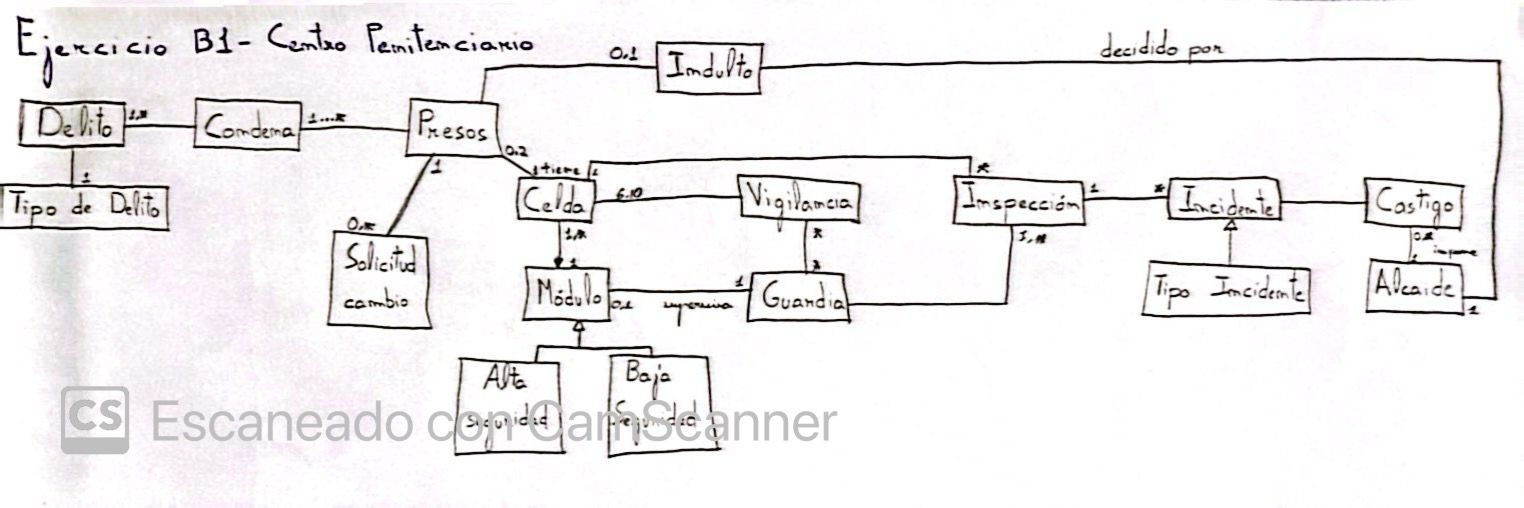 Ejercicio B1- Centro Penitenciario
0.1
Indulto
decidido por
Delito
1,*
Condena
1...*
Presos
0.2
1
1
Tipo de Delito
0..*
Solicitud
cambio
1 tiene
1
Celda
6.10
Vigilancia
*
Inspección
1
*
Incidente
Castigo
1,*
1
Módulo
0,1
supervisa
1
Guardia
*
*
1,*
Tipo Incidente
0.*
impone
1
Alcaide
1
Alta
seguridad
Baja
Seguridad
CS Escaneado con CamScanner